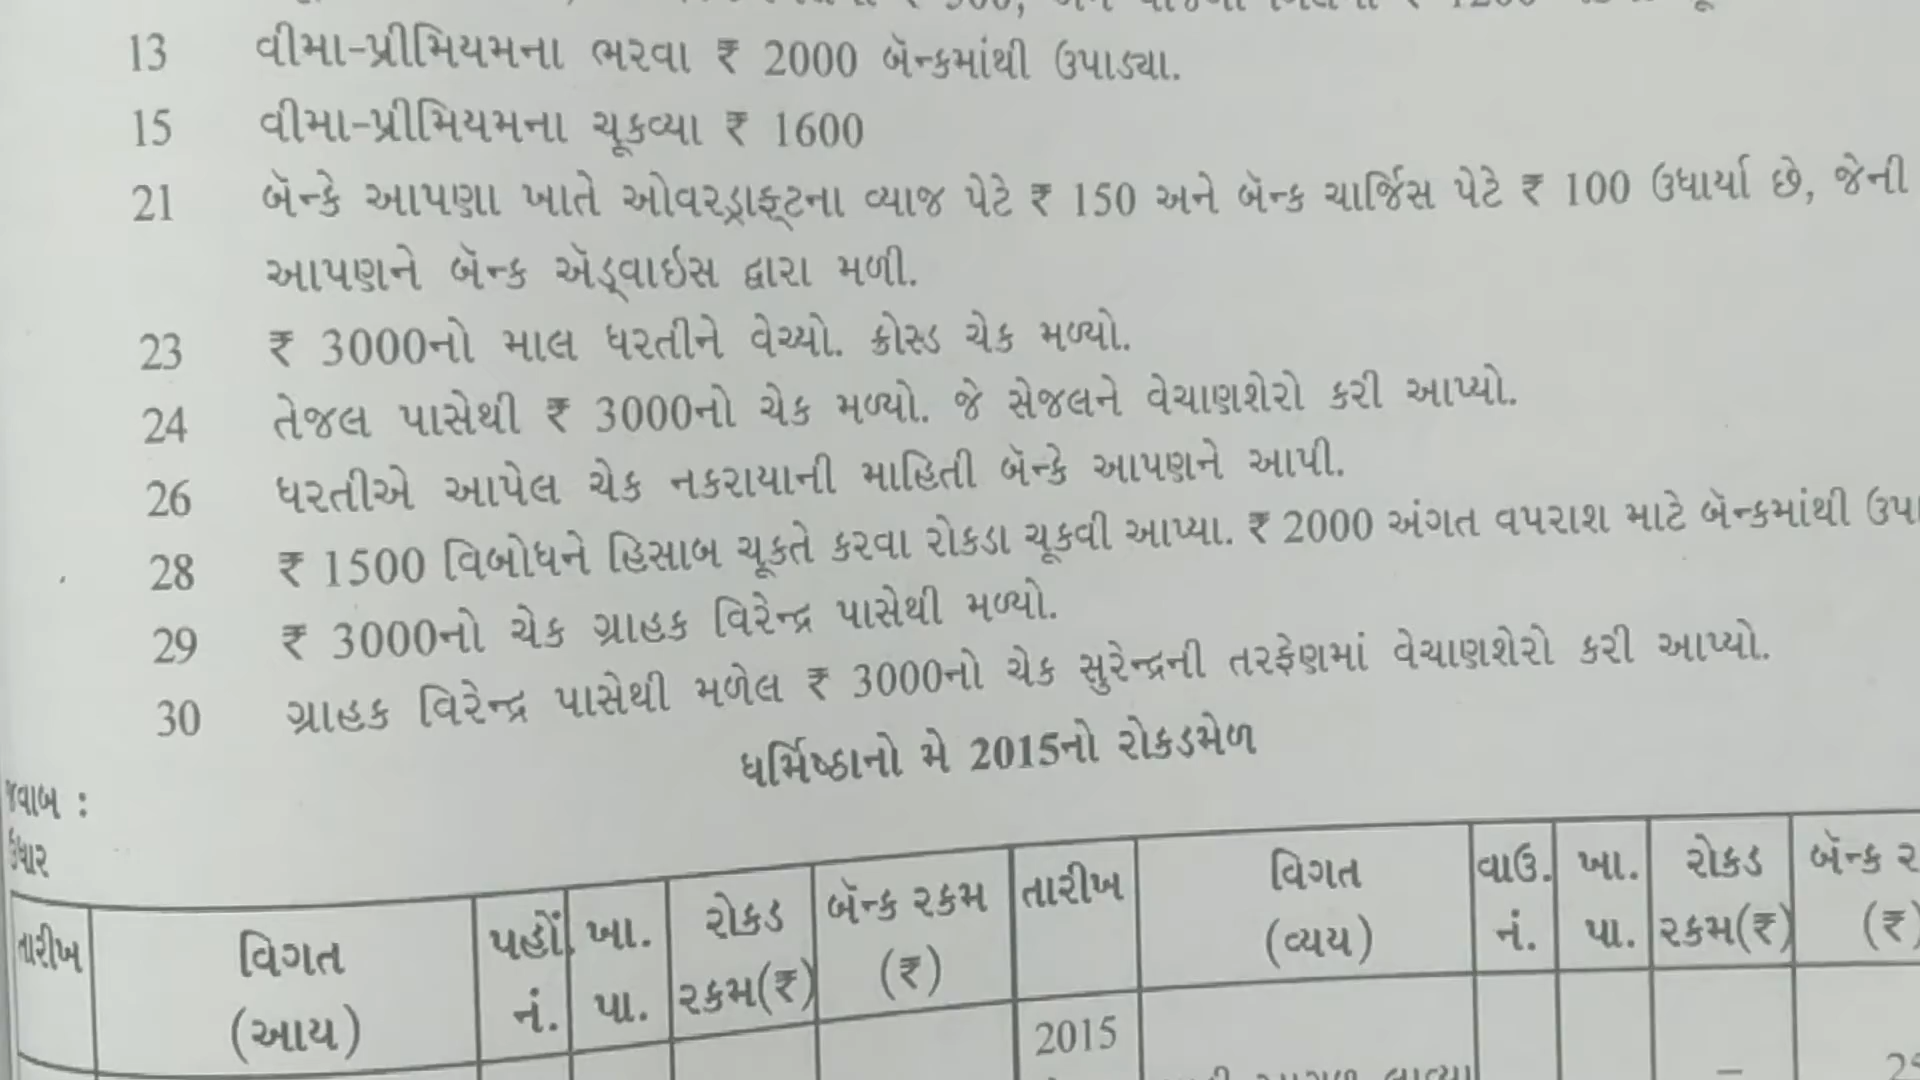 13 વીમા-પ્રીમિયમના ભરવા ₹ 2000 બૅન્કમાંથી ઉપાડ્યા.
15 વીમા-પ્રીમિયમના ચૂકવ્યા ₹ 1600
21 બૅન્કે આપણા ખાતે ઓવરડ્રાફ્ટના વ્યાજ પેટે ₹ 150 અને બૅન્ક ચાર્જિસ પેટે ₹ 100 ઉધાર્યા છે, જેની
આપણને બૅન્ક ઍડ્વાઇસ દ્વારા મળી.
23 ₹ 3000નો માલ ધરતીને વેચ્યો. ક્રોસ્ડ ચેક મળ્યો.
24 તેજલ પાસેથી ₹ 3000નો ચેક મળ્યો. જે સેજલને વેચાણશેરો કરી આપ્યો.
26 ધરતીએ આપેલ ચેક નકરાયાની માહિતી બૅન્કે આપણને આપી.
28 ₹ 1500 વિબોધને હિસાબ ચૂકતે કરવા રોકડા ચૂકવી આપ્યા. ₹ 2000 અંગત વપરાશ માટે બૅન્કમાંથી
29 ₹ 3000નો ચેક ગ્રાહક વિરેન્દ્ર પાસેથી મળ્યો.
30 ગ્રાહક વિરેન્દ્ર પાસેથી મળેલ ₹ 3000નો ચેક સુરેન્દ્રની તરફેણમાં વેચાણશેરો કરી આપ્યો.
ધર્મિષ્ઠાનો મે 2015નો રોકડમેળ
જવાબ :
ઉધાર
તારીખ વિગત (આય) પહોં. નં. ખા. પા. રોકડ રકમ(₹) બૅન્ક રકમ (₹) તારીખ વિગત (વ્યય) વાઉ. નં. ખા. પા. રોકડ રકમ(₹) બૅન્ક (₹)
2015